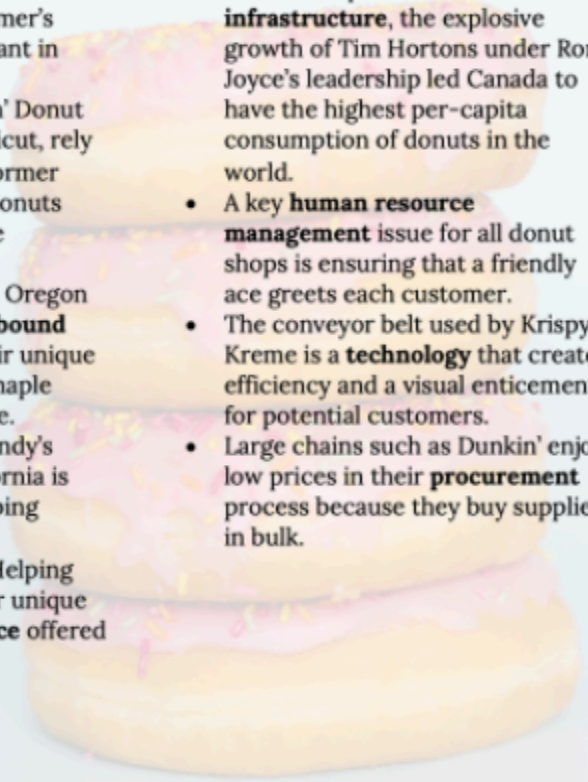 mer's
ant in
n' Donut
icut, rely
ormer
onuts
e
Oregon
bound
ir unique
naple
e.
ndy's
rnia is
ping
Helping
r unique
ce offered
infrastructure, the explosive
growth of Tim Hortons under Ron
Joyce's leadership led Canada to
have the highest per-capita
consumption of donuts in the
world.
• A key human resource
management issue for all donut
shops is ensuring that a friendly
ace greets each customer.
• The conveyor belt used by Krispy
Kreme is a technology that create
efficiency and a visual enticemen
for potential customers.
• Large chains such as Dunkin' enjo
low prices in their procurement
process because they buy supplie
in bulk.